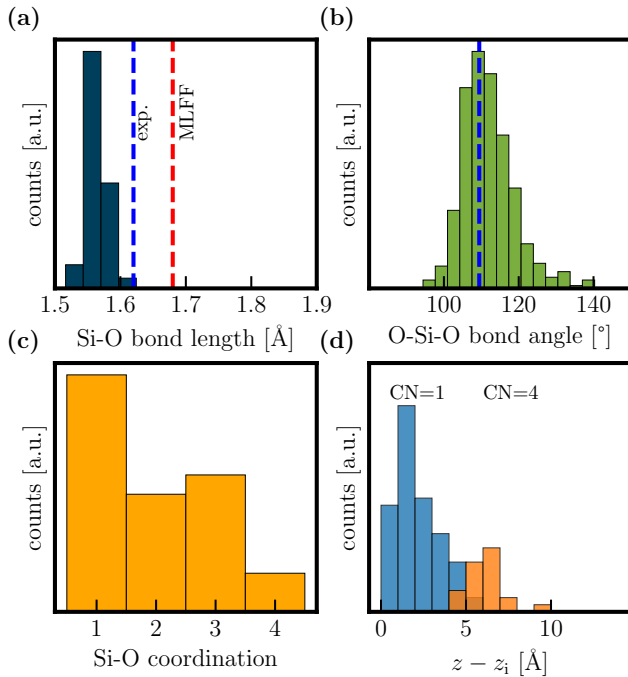 (a)
counts [a.u.]
exp.
MLFF
1.5 1.6 1.7 1.8 1.9
Si-O bond length [Å]
(b)
counts [a.u.]
100 120 140
O-Si-O bond angle [°]
(c)
counts [a.u.]
1 2 3 4
Si-O coordination
(d)
CN=1 CN=4
counts [a.u.]
0 5 10
z − zi [Å]